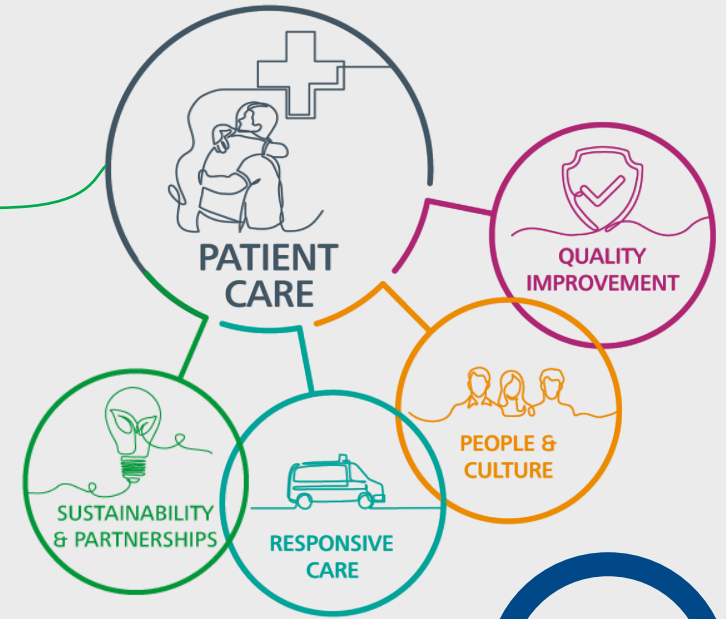 PATIENT
CARE
QUALITY
IMPROVEMENT
PEOPLE &
CULTURE
SUSTAINABILITY
& PARTNERSHIPS
RESPONSIVE
CARE